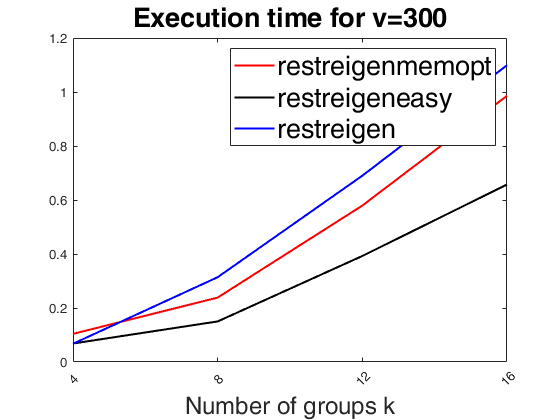 Execution time for v=300
1.2
1
0.8
0.6
0.4
0.2
0
restreigenmemopt
restreigeneasy
restreigen
4
8
12
16
Number of groups k